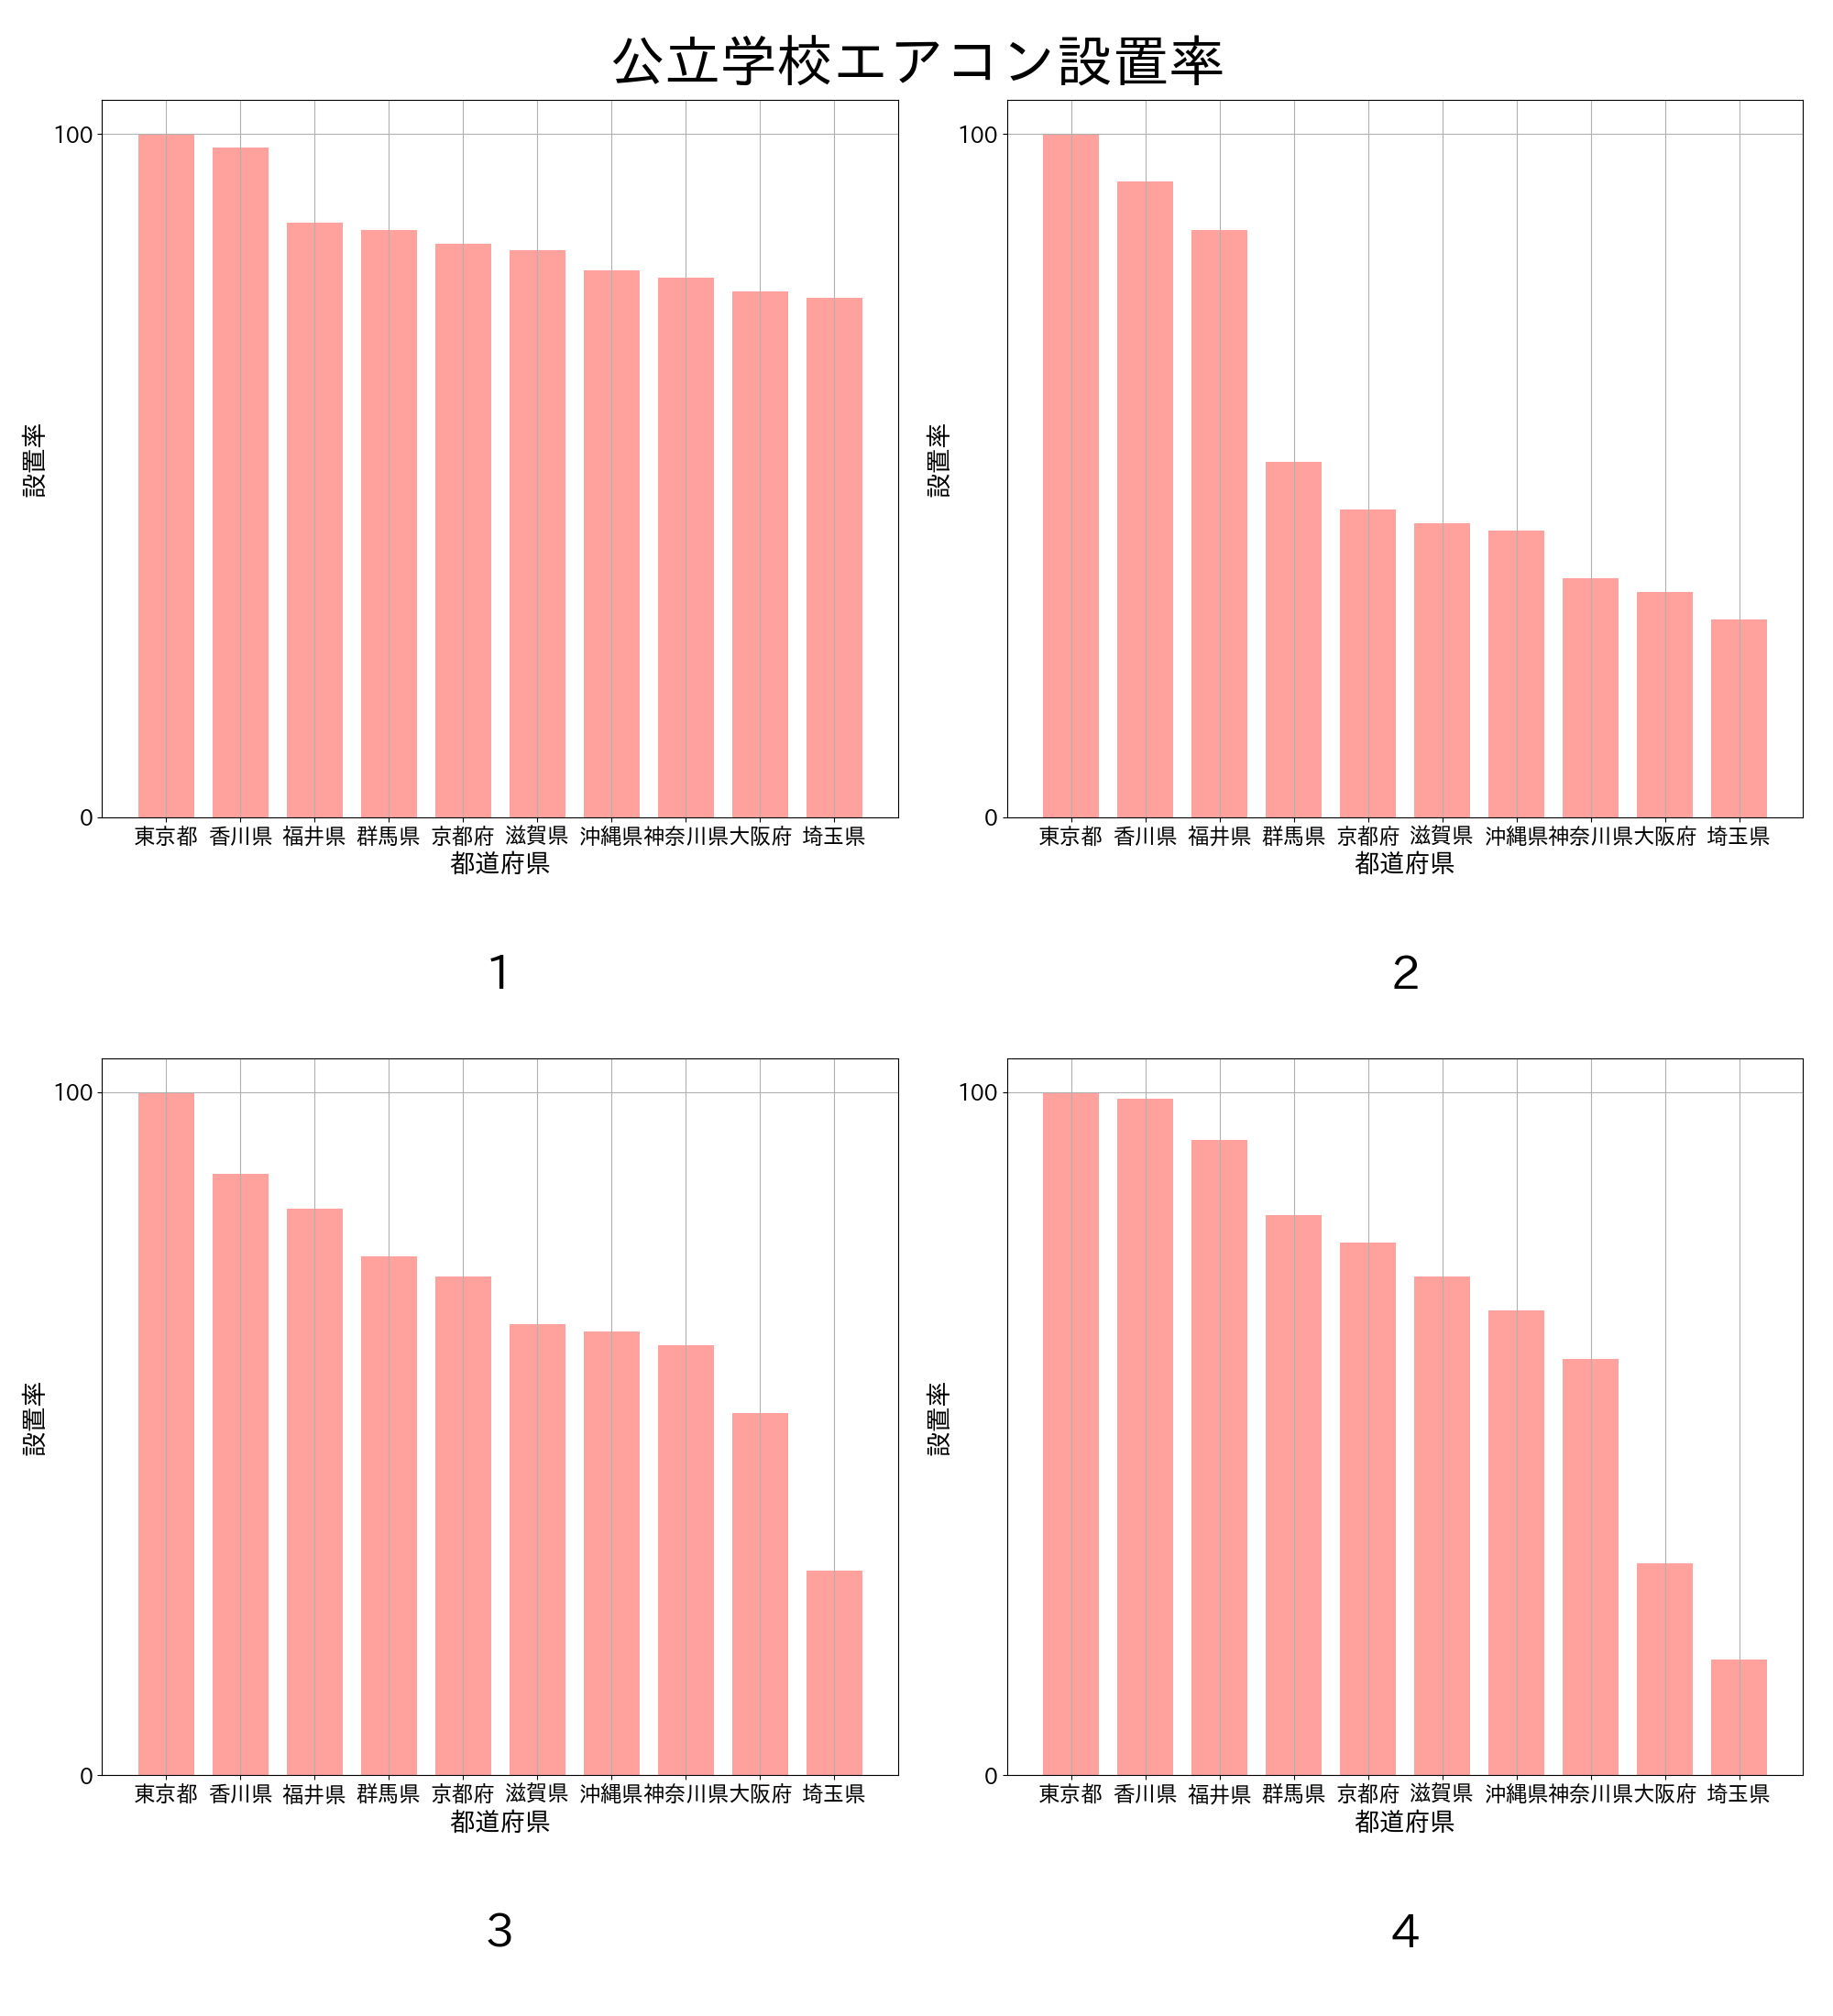 公立学校エアコン設置率
100
0
設置率
東京都 香川県 福井県 群馬県 京都府 滋賀県 沖縄県 神奈川県 大阪府 埼玉県
都道府県
1
100
0
設置率
東京都 香川県 福井県 群馬県 京都府 滋賀県 沖縄県 神奈川県 大阪府 埼玉県
都道府県
2
100
0
設置率
東京都 香川県 福井県 群馬県 京都府 滋賀県 沖縄県 神奈川県 大阪府 埼玉県
都道府県
3
100
0
設置率
東京都 香川県 福井県 群馬県 京都府 滋賀県 沖縄県 神奈川県 大阪府 埼玉県
都道府県
4